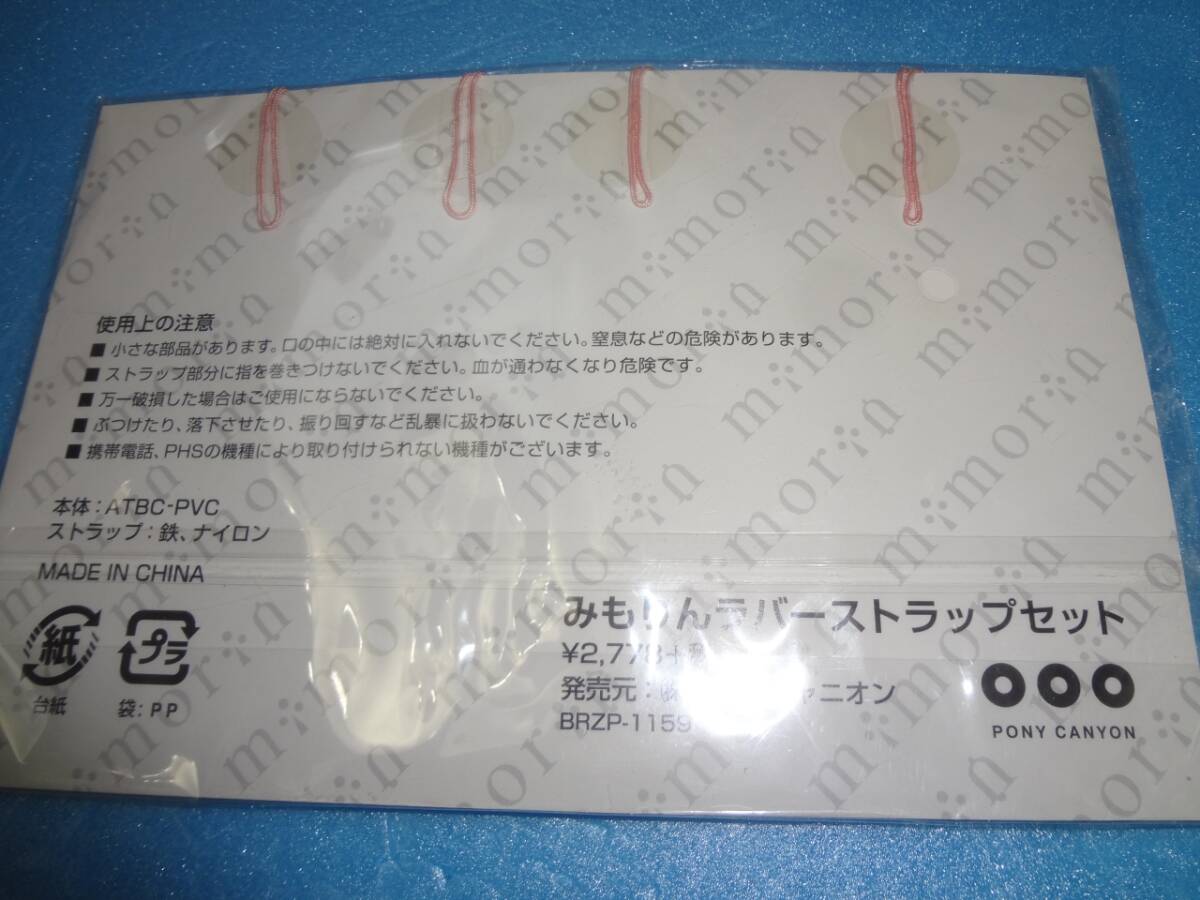 mimorin
使用上の注意
■ 小さな部品があります。口の中には絶対に入れないでください。窒息などの危険があります。
■ ストラップ部分に指を巻きつけないでください。血が通わなくなり危険です。
■ 万一破損した場合はご使用にならないでください。
■ ぶつけたり、落下させたり、振り回すなど乱暴に扱わないでください。
■ 携帯電話、PHSの機種により取り付けられない機種がございます。
本体：ATBC-PVC
ストラップ：鉄、ナイロン
MADE IN CHINA
紙
台紙
プラ
袋：PP
みもりんラバーストラップセット
¥2,778+
発売元：ャニオン
BRZP-1159
PONY CANYON